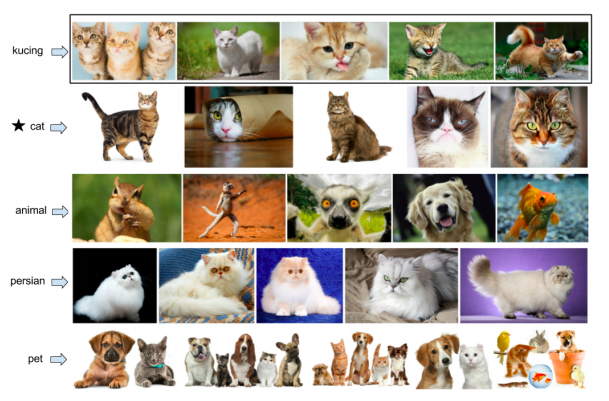 kucing
★ cat
animal
persian
pet